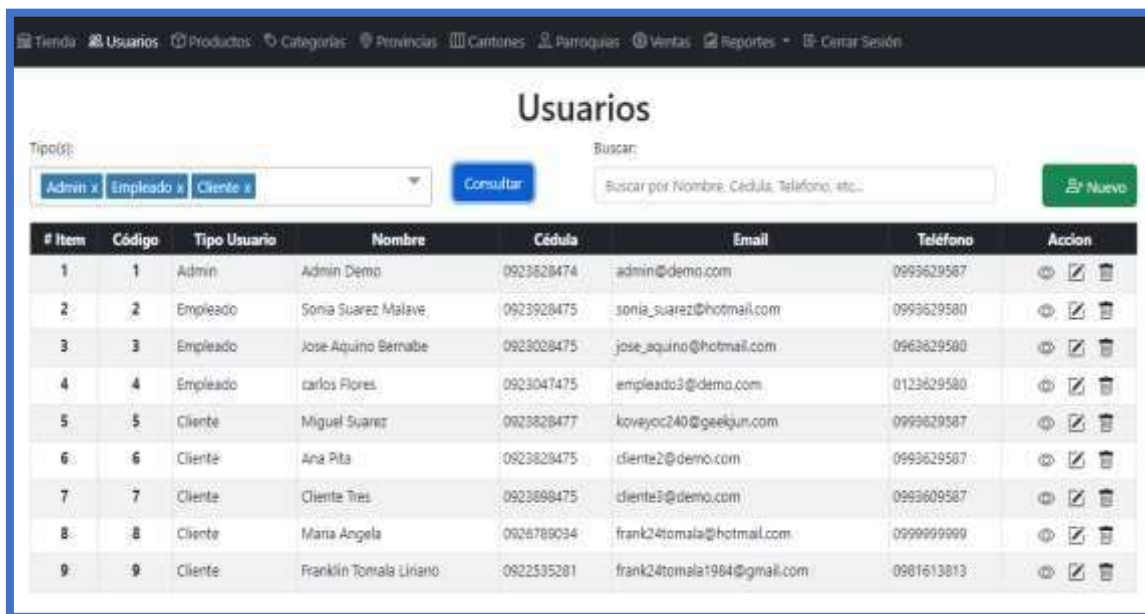 Tienda Usuarios Productos Categorías Provincias Cantones Parroquias Ventas Reportes Cerrar Sesión
Usuarios
Tipo(s): Buscar:
Admin x Empleado x Cliente x Consultar Buscar por Nombre, Cédula, Teléfono, etc... Nuevo
# Item Código Tipo Usuario Nombre Cédula Email Teléfono Accion
1 1 Admin Admin Demo 0923828474 admin@demo.com 0993629587
2 2 Empleado Sonia Suarez Malave 0923928475 sonia_suarez@hotmail.com 0993629580
3 3 Empleado Jose Aquino Bernabe 0923028475 jose_aquino@hotmail.com 0963629580
4 4 Empleado carlos Flores 0923047475 empleado3@demo.com 0123629580
5 5 Cliente Miguel Suarez 0923828477 koveyoc240@geekjun.com 0993629587
6 6 Cliente Ana Pita 0923828475 cliente2@demo.com 0993629587
7 7 Cliente Cliente Tres 0923898475 cliente3@demo.com 0993609587
8 8 Cliente Maria Angela 0926789034 frank24tomala@hotmail.com 0999999999
9 9 Cliente Franklin Tomala Liriano 0922535281 frank24tomala1984@gmail.com 0981613813